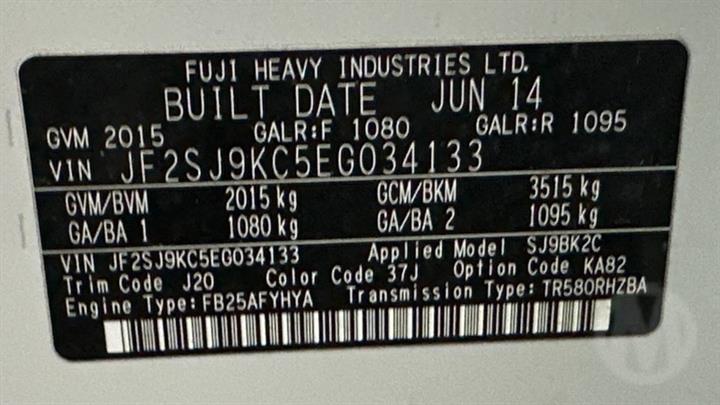 FUJI HEAVY INDUSTRIES LTD.
BUILT DATE JUN 14
GVM 2015 GALR:F 1080 GALR:R 1095
VIN JF2SJ9KC5EG034133
GVM/BVM 2015 kg GCM/BKM 3515 kg
GA/BA 1 1080 kg GA/BA 2 1095 kg
VIN JF2SJ9KC5EG034133 Applied Model SJ9BK2C
Trim Code J20 Color Code 37J Option Code KA82
Engine Type:FB25AFYHYA Transmission Type:TR580RHZBA